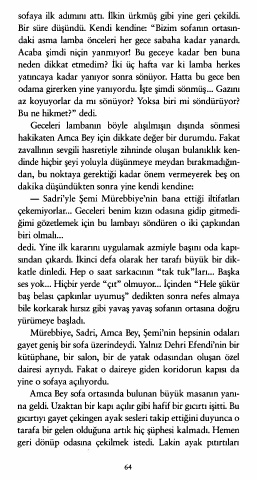 sofaya ilk adımını attı. İlkin ürkmüş gibi yine geri çekildi.
Bir süre düşündü. Kendi kendine: "Bizim sofanın ortasın-
daki asma lamba önceleri her gece sabaha kadar yanardı.
Acaba şimdi niçin yanmıyor! Bu geceye kadar ben buna
neden dikkat etmedim? İki üç hafta var ki lamba herkes
yatıncaya kadar yanıyor sonra sönüyor. Hatta bu gece ben
odama girerken yine yanıyordu. İşte şimdi sönmüş... Gazını
az koyuyorlar da mı sönüyor? Yoksa biri mi söndürüyor?
Bu ne hikmet?" dedi.
Geceleri lambanın böyle alışılmışın dışında sönmesi
hakikaten Amca Bey için dikkate değer bir durumdu. Fakat
zavallının sevgili hasretiyle zihninde oluşan bulanıklık ken-
dinde hiçbir şeyi yoluyla düşünmeye meydan bırakmadığın-
dan, bu noktaya gerektiği kadar önem vermeyerek beş on
dakika düşündükten sonra yine kendi kendine:
— Sadri'yle Şemi Mürebbiye'nin bana ettiği iltifatları
çekemiyorlar... Geceleri benim kızın odasına gidip gitmedi-
ğimi gözetlemek için bu lambayı söndüren o iki çapkından
biri olmalı...
dedi. Yine ilk kararını uygulamak azmiyle başını oda kapı-
sından çıkardı. İkinci defa olarak her tarafı büyük bir dik-
katle dinledi. Hep o saat sarkacının "tak tuk"ları... Başka
ses yok... Hiçbir yerde "çıt" olmuyor... İçinden "Hele şükür
baş belası çapkınlar uyumuş" dedikten sonra nefes almaya
bile korkarak hırsız gibi yavaş yavaş sofanın ortasına doğru
yürümeye başladı.
Mürebbiye, Sadri, Amca Bey, Şemi'nin hepsinin odaları
gayet geniş bir sofa üzerindeydi. Yalnız Dehri Efendi'nin bir
kütüphane, bir salon, bir de yatak odasından oluşan özel
dairesi ayrıydı. Fakat o daireye giden koridorun kapısı da
yine o sofaya açılıyordu.
Amca Bey sofa ortasında bulunan büyük masanın yanı-
na geldi. Uzaktan bir kapı açılır gibi hafif bir gıcırtı işitti. Bu
gıcırtıyı gayet çekingen ayak sesleri takip ettiğini duyunca o
tarafa bir gelen olduğuna artık hiç şüphesi kalmadı. Hemen
geri dönüp odasına çekilmek istedi. Lakin ayak pıtırtıları
64